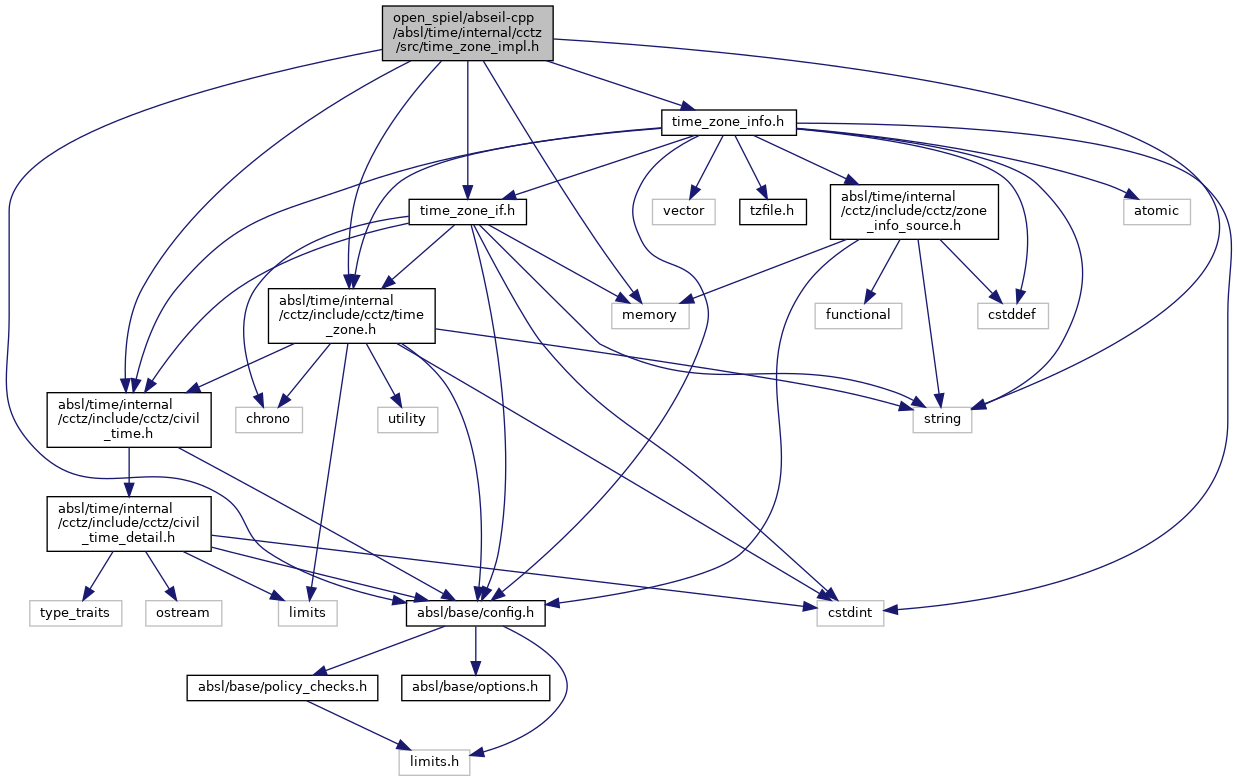 open_spiel/abseil-cpp
/absl/time/internal/cctz
/src/time_zone_impl.h
time_zone_info.h
time_zone_if.h
vector
tzfile.h
absl/time/internal
/cctz/include/cctz/zone
_info_source.h
atomic
absl/time/internal
/cctz/include/cctz/time
_zone.h
memory
functional
cstddef
absl/time/internal
/cctz/include/cctz/civil
_time.h
chrono
utility
string
absl/time/internal
/cctz/include/cctz/civil
_time_detail.h
type_traits
ostream
limits
absl/base/config.h
cstdint
absl/base/policy_checks.h
absl/base/options.h
limits.h